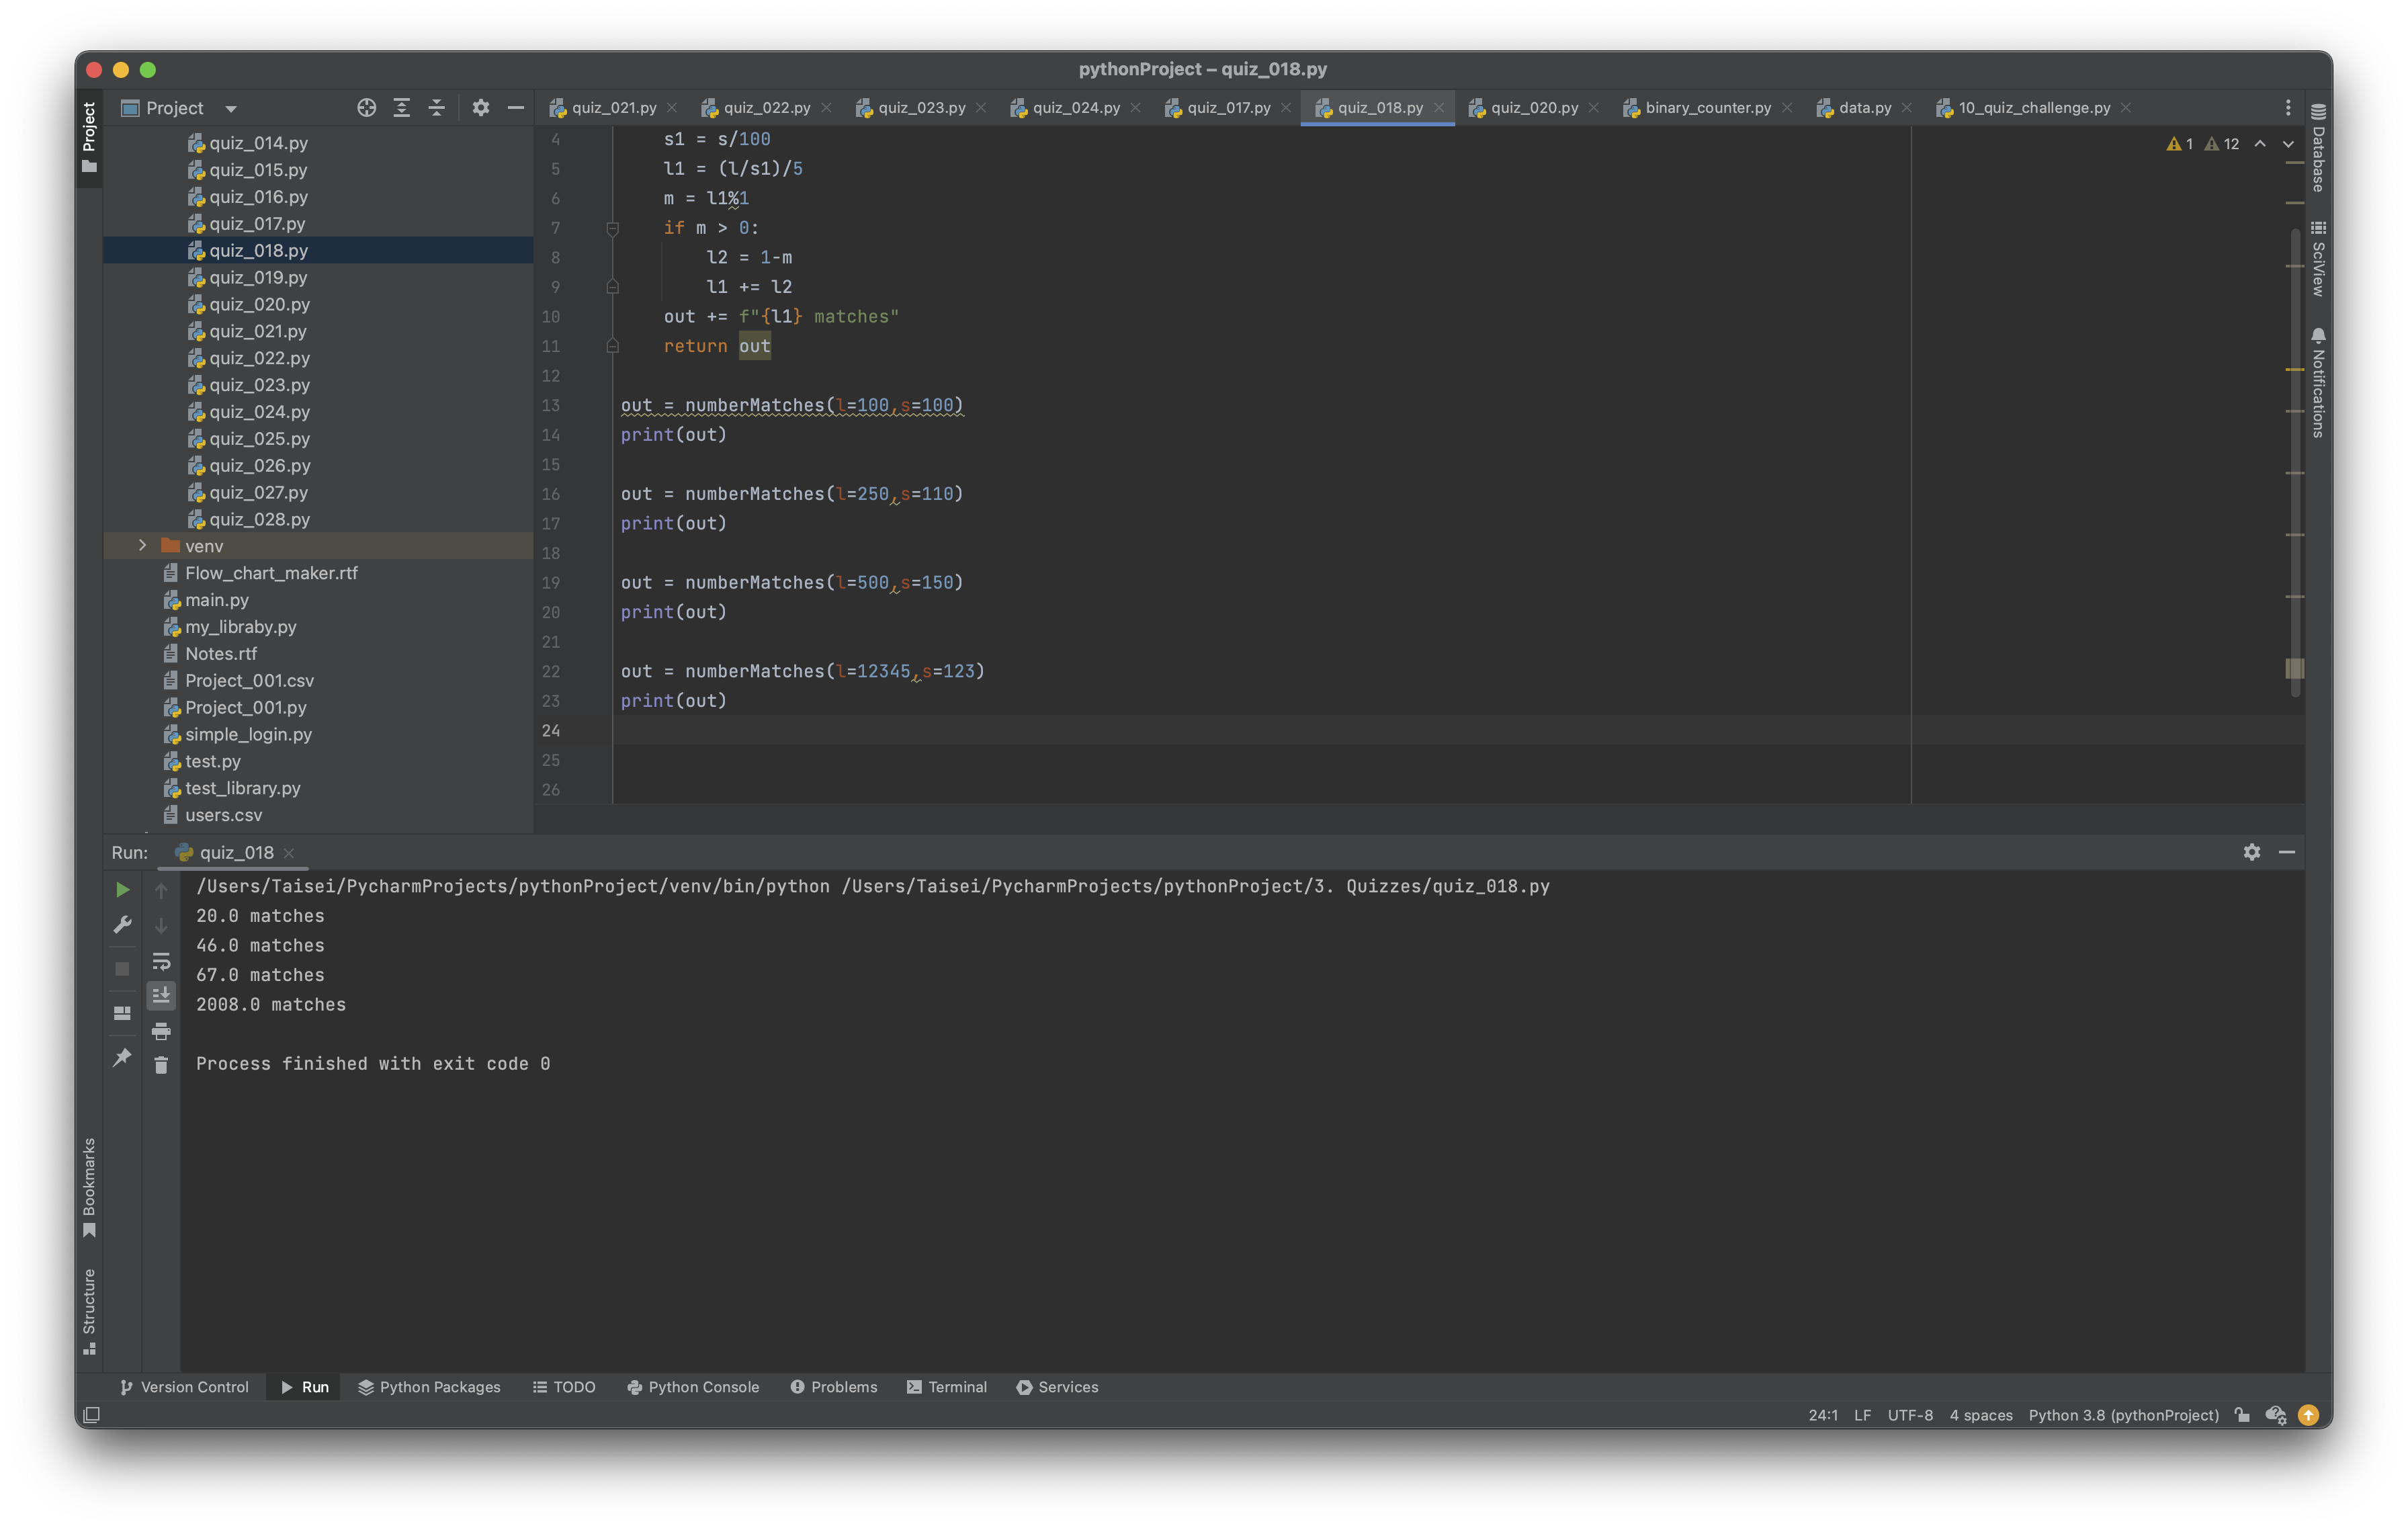 pythonProject – quiz_018.py
Project
Project
quiz_021.py
quiz_022.py
quiz_023.py
quiz_024.py
quiz_017.py
quiz_018.py
quiz_020.py
binary_counter.py
data.py
10_quiz_challenge.py
quiz_014.py
quiz_015.py
quiz_016.py
quiz_017.py
quiz_018.py
quiz_019.py
quiz_020.py
quiz_021.py
quiz_022.py
quiz_023.py
quiz_024.py
quiz_025.py
quiz_026.py
quiz_027.py
quiz_028.py
venv
Flow_chart_maker.rtf
main.py
my_libraby.py
Notes.rtf
Project_001.csv
Project_001.py
simple_login.py
test.py
test_library.py
users.csv
4 s1 = s/100
5 l1 = (l/s1)/5
6 m = l1%1
7 if m > 0:
8 l2 = 1-m
9 l1 += l2
10 out += f"{l1} matches"
11 return out
12
13 out = numberMatches(l=100,s=100)
14 print(out)
15
16 out = numberMatches(l=250,s=110)
17 print(out)
18
19 out = numberMatches(l=500,s=150)
20 print(out)
21
22 out = numberMatches(l=12345,s=123)
23 print(out)
24
25
26
1 12
Database
SciView
Notifications
Run: quiz_018
/Users/Taisei/PycharmProjects/pythonProject/venv/bin/python /Users/Taisei/PycharmProjects/pythonProject/3. Quizzes/quiz_018.py
20.0 matches
46.0 matches
67.0 matches
2008.0 matches
Process finished with exit code 0
Bookmarks
Structure
Version Control
Run
Python Packages
TODO
Python Console
Problems
Terminal
Services
24:1 LF UTF-8 4 spaces Python 3.8 (pythonProject)